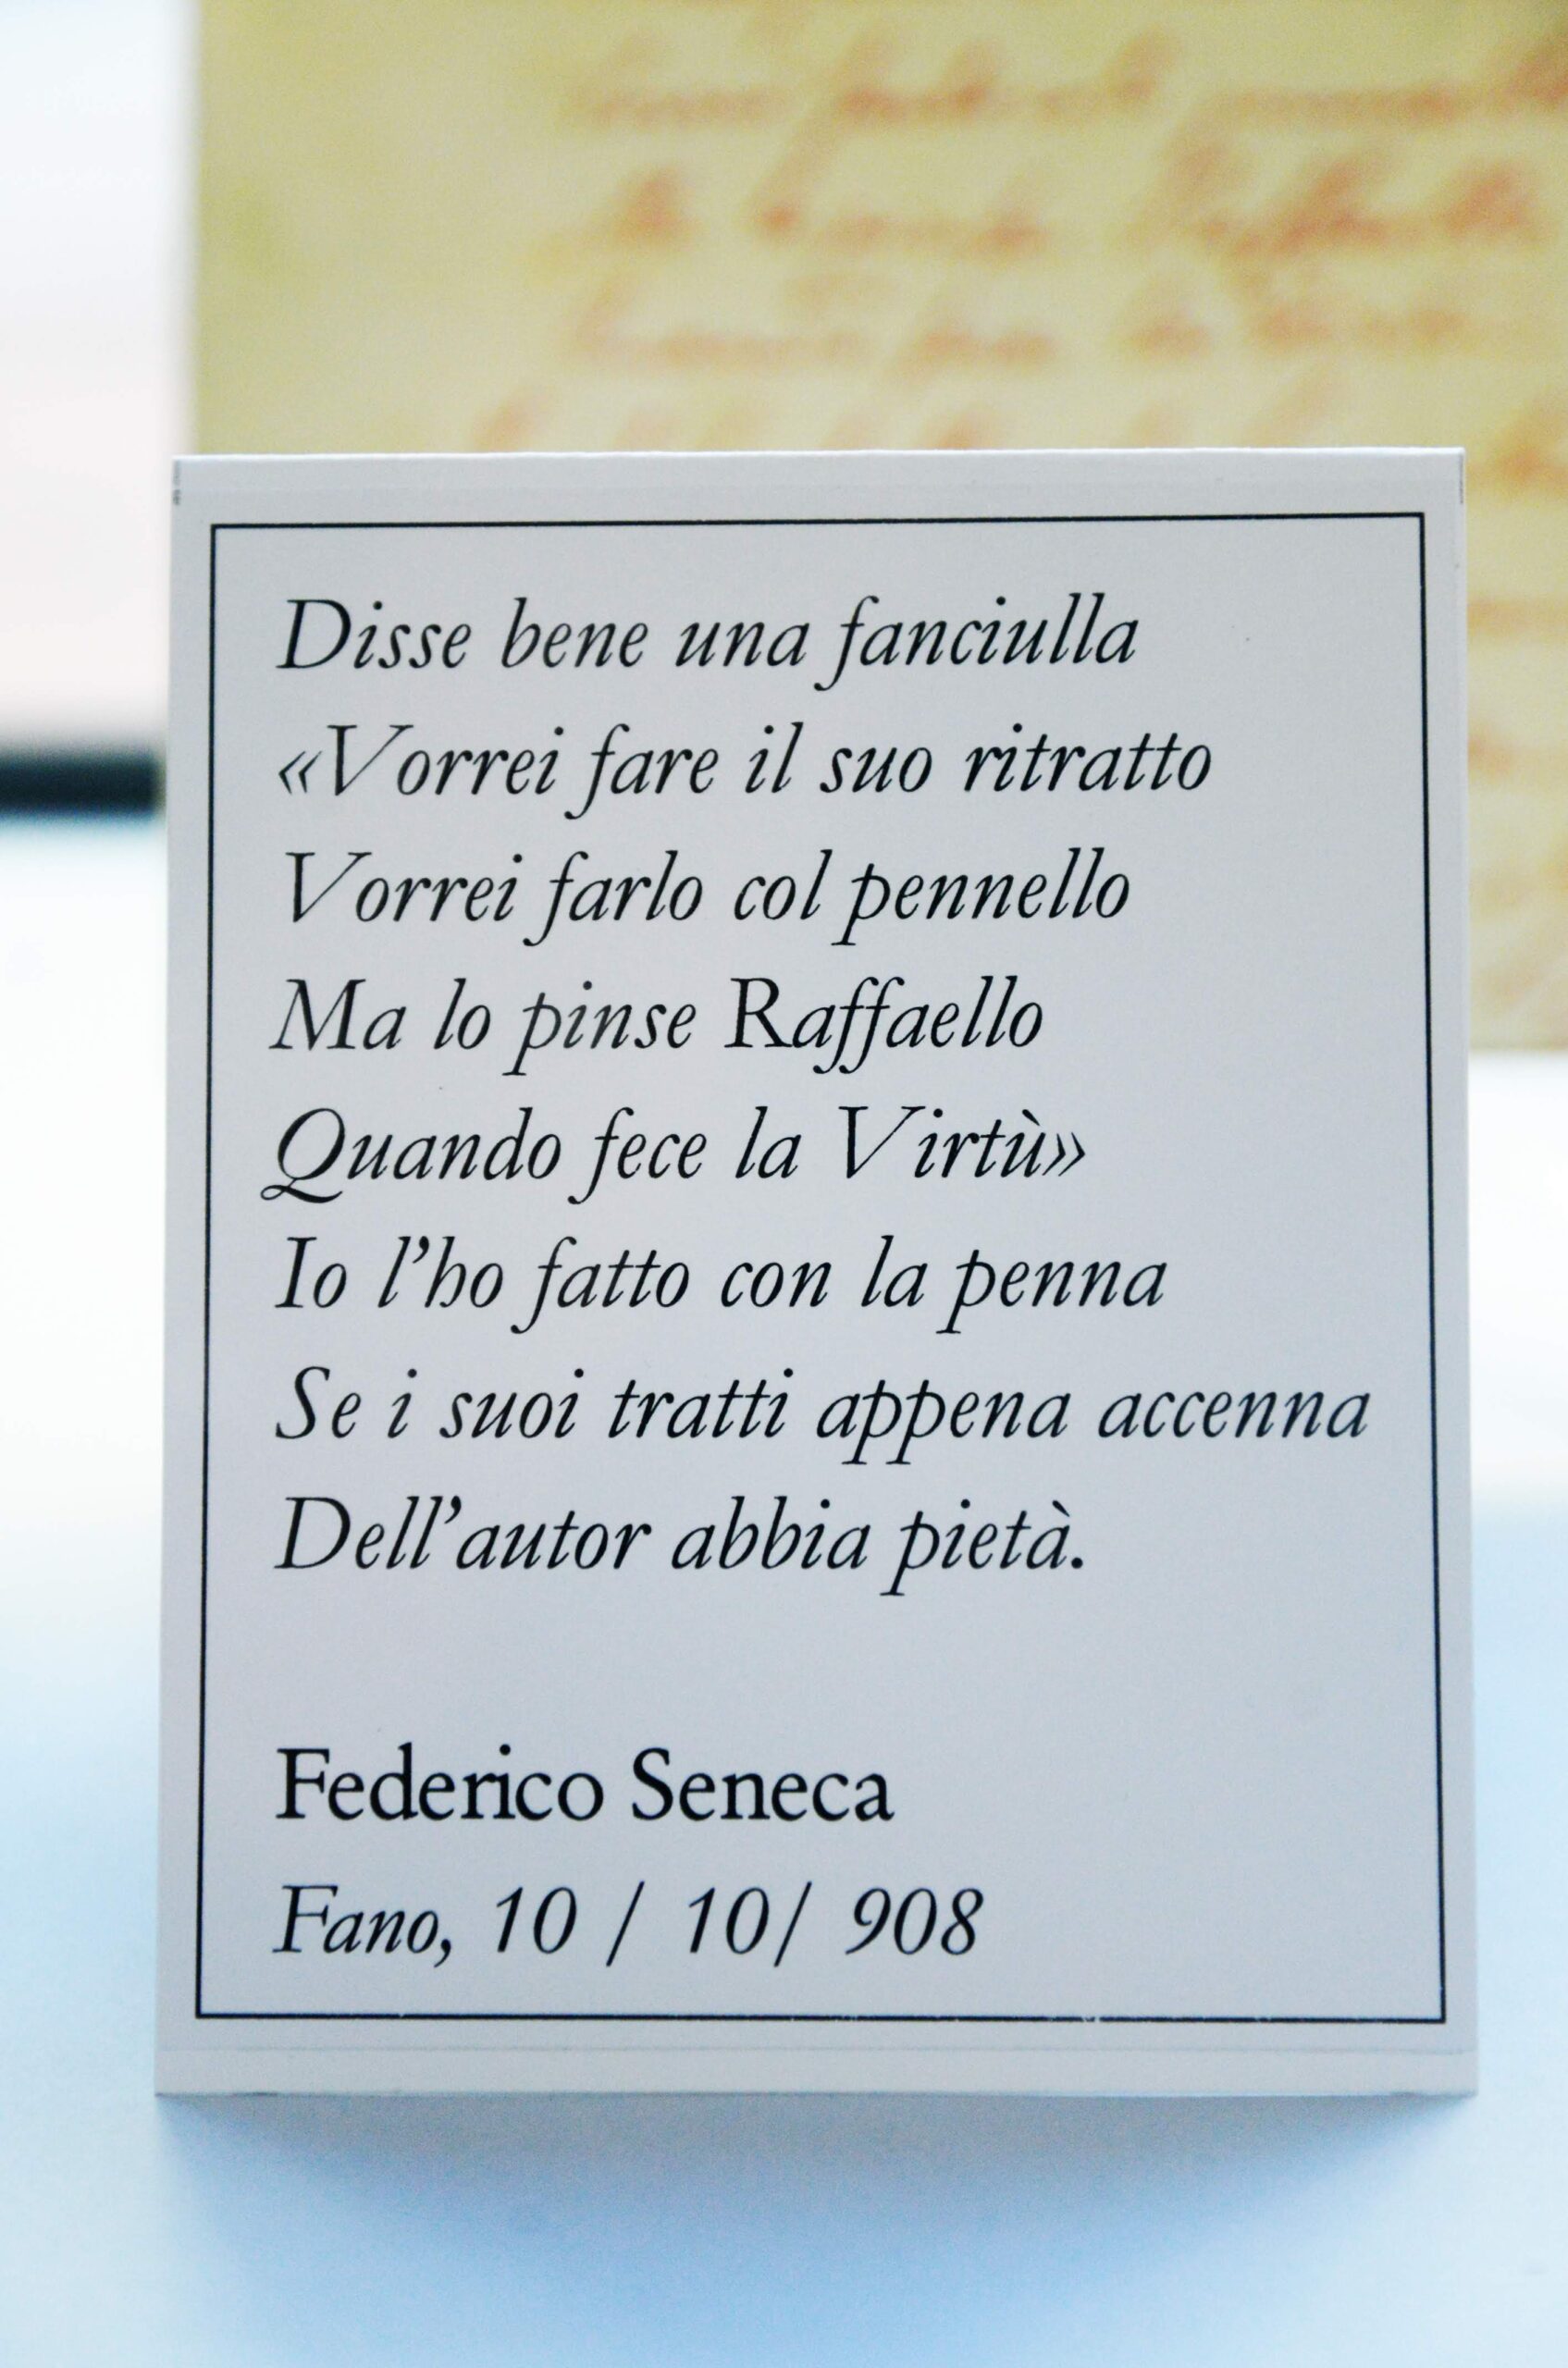 Disse bene una fanciulla
«Vorrei fare il suo ritratto
Vorrei farlo col pennello
Ma lo pinse Raffaello
Quando fece la Virtù»
Io l'ho fatto con la penna
Se i suoi tratti appena accenna
Dell'autor abbia pietà.
Federico Seneca
Fano, 10 / 10/ 908